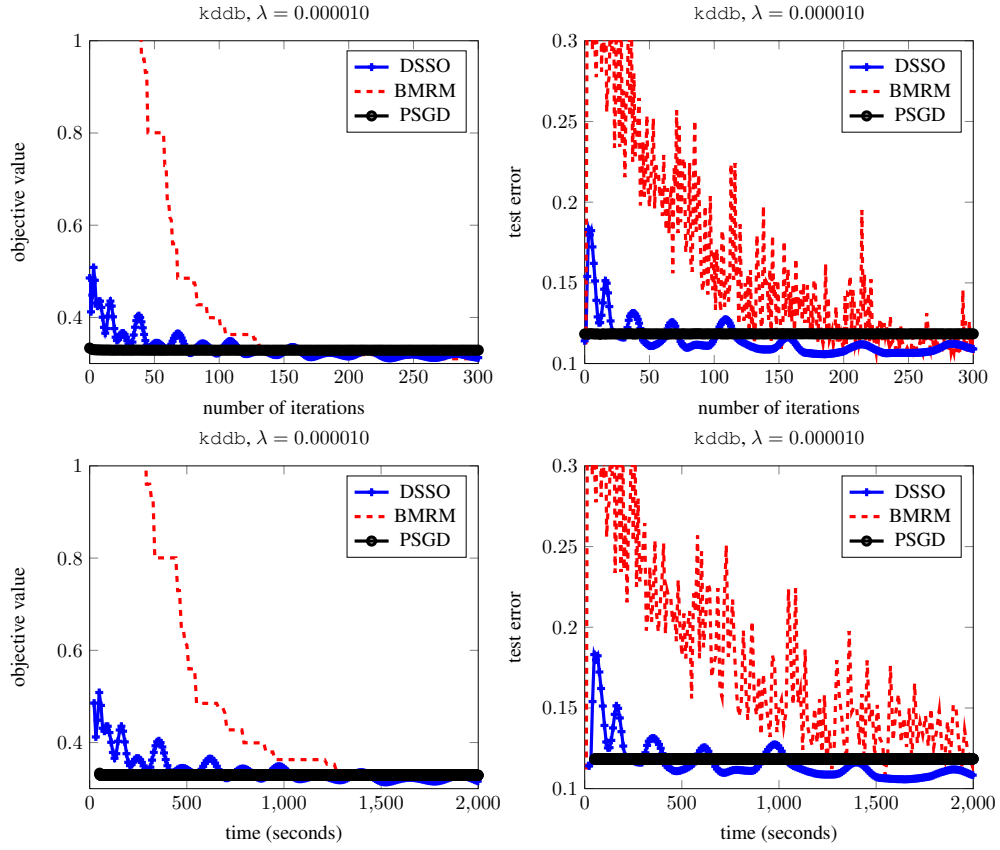 kddb, λ = 0.000010
1
0.8
0.6
0.4
0 50 100 150 200 250 300
number of iterations
objective value
DSSO
BMRM
PSGD
kddb, λ = 0.000010
0.3
0.25
0.2
0.15
0.1
0 50 100 150 200 250 300
number of iterations
test error
DSSO
BMRM
PSGD
kddb, λ = 0.000010
1
0.8
0.6
0.4
0 500 1,000 1,500 2,000
time (seconds)
objective value
DSSO
BMRM
PSGD
kddb, λ = 0.000010
0.3
0.25
0.2
0.15
0.1
0 500 1,000 1,500 2,000
time (seconds)
test error
DSSO
BMRM
PSGD